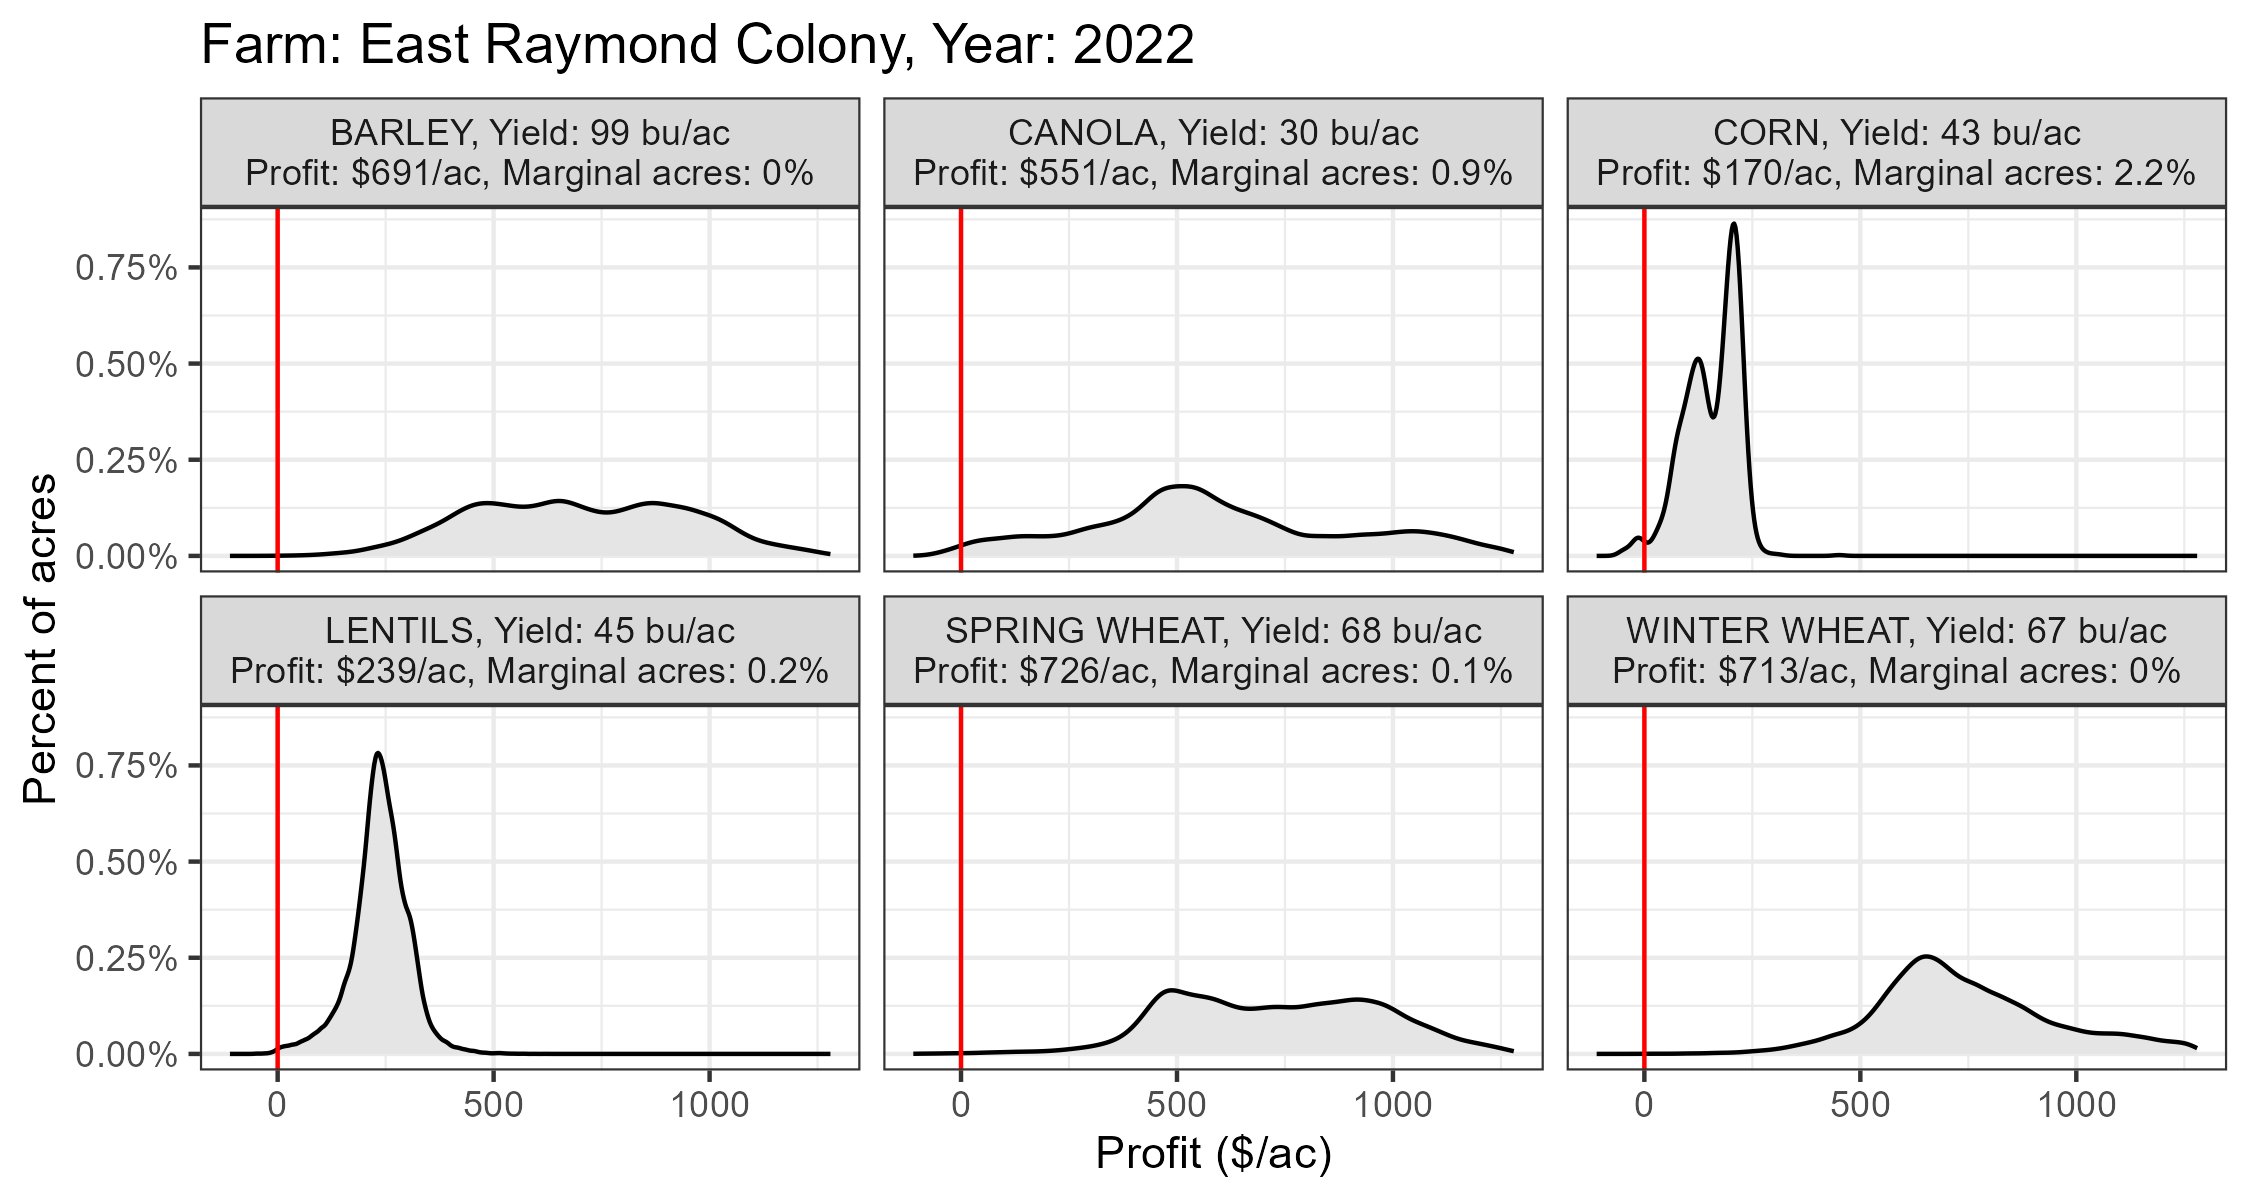 Farm: East Raymond Colony, Year: 2022
BARLEY, Yield: 99 bu/ac
Profit: $691/ac, Marginal acres: 0%
CANOLA, Yield: 30 bu/ac
Profit: $551/ac, Marginal acres: 0.9%
CORN, Yield: 43 bu/ac
Profit: $170/ac, Marginal acres: 2.2%
0.75%
0.50%
0.25%
0.00%
LENTILS, Yield: 45 bu/ac
Profit: $239/ac, Marginal acres: 0.2%
SPRING WHEAT, Yield: 68 bu/ac
Profit: $726/ac, Marginal acres: 0.1%
WINTER WHEAT, Yield: 67 bu/ac
Profit: $713/ac, Marginal acres: 0%
0.75%
0.50%
0.25%
0.00%
Percent of acres
0 500 1000
0 500 1000
0 500 1000
Profit ($/ac)